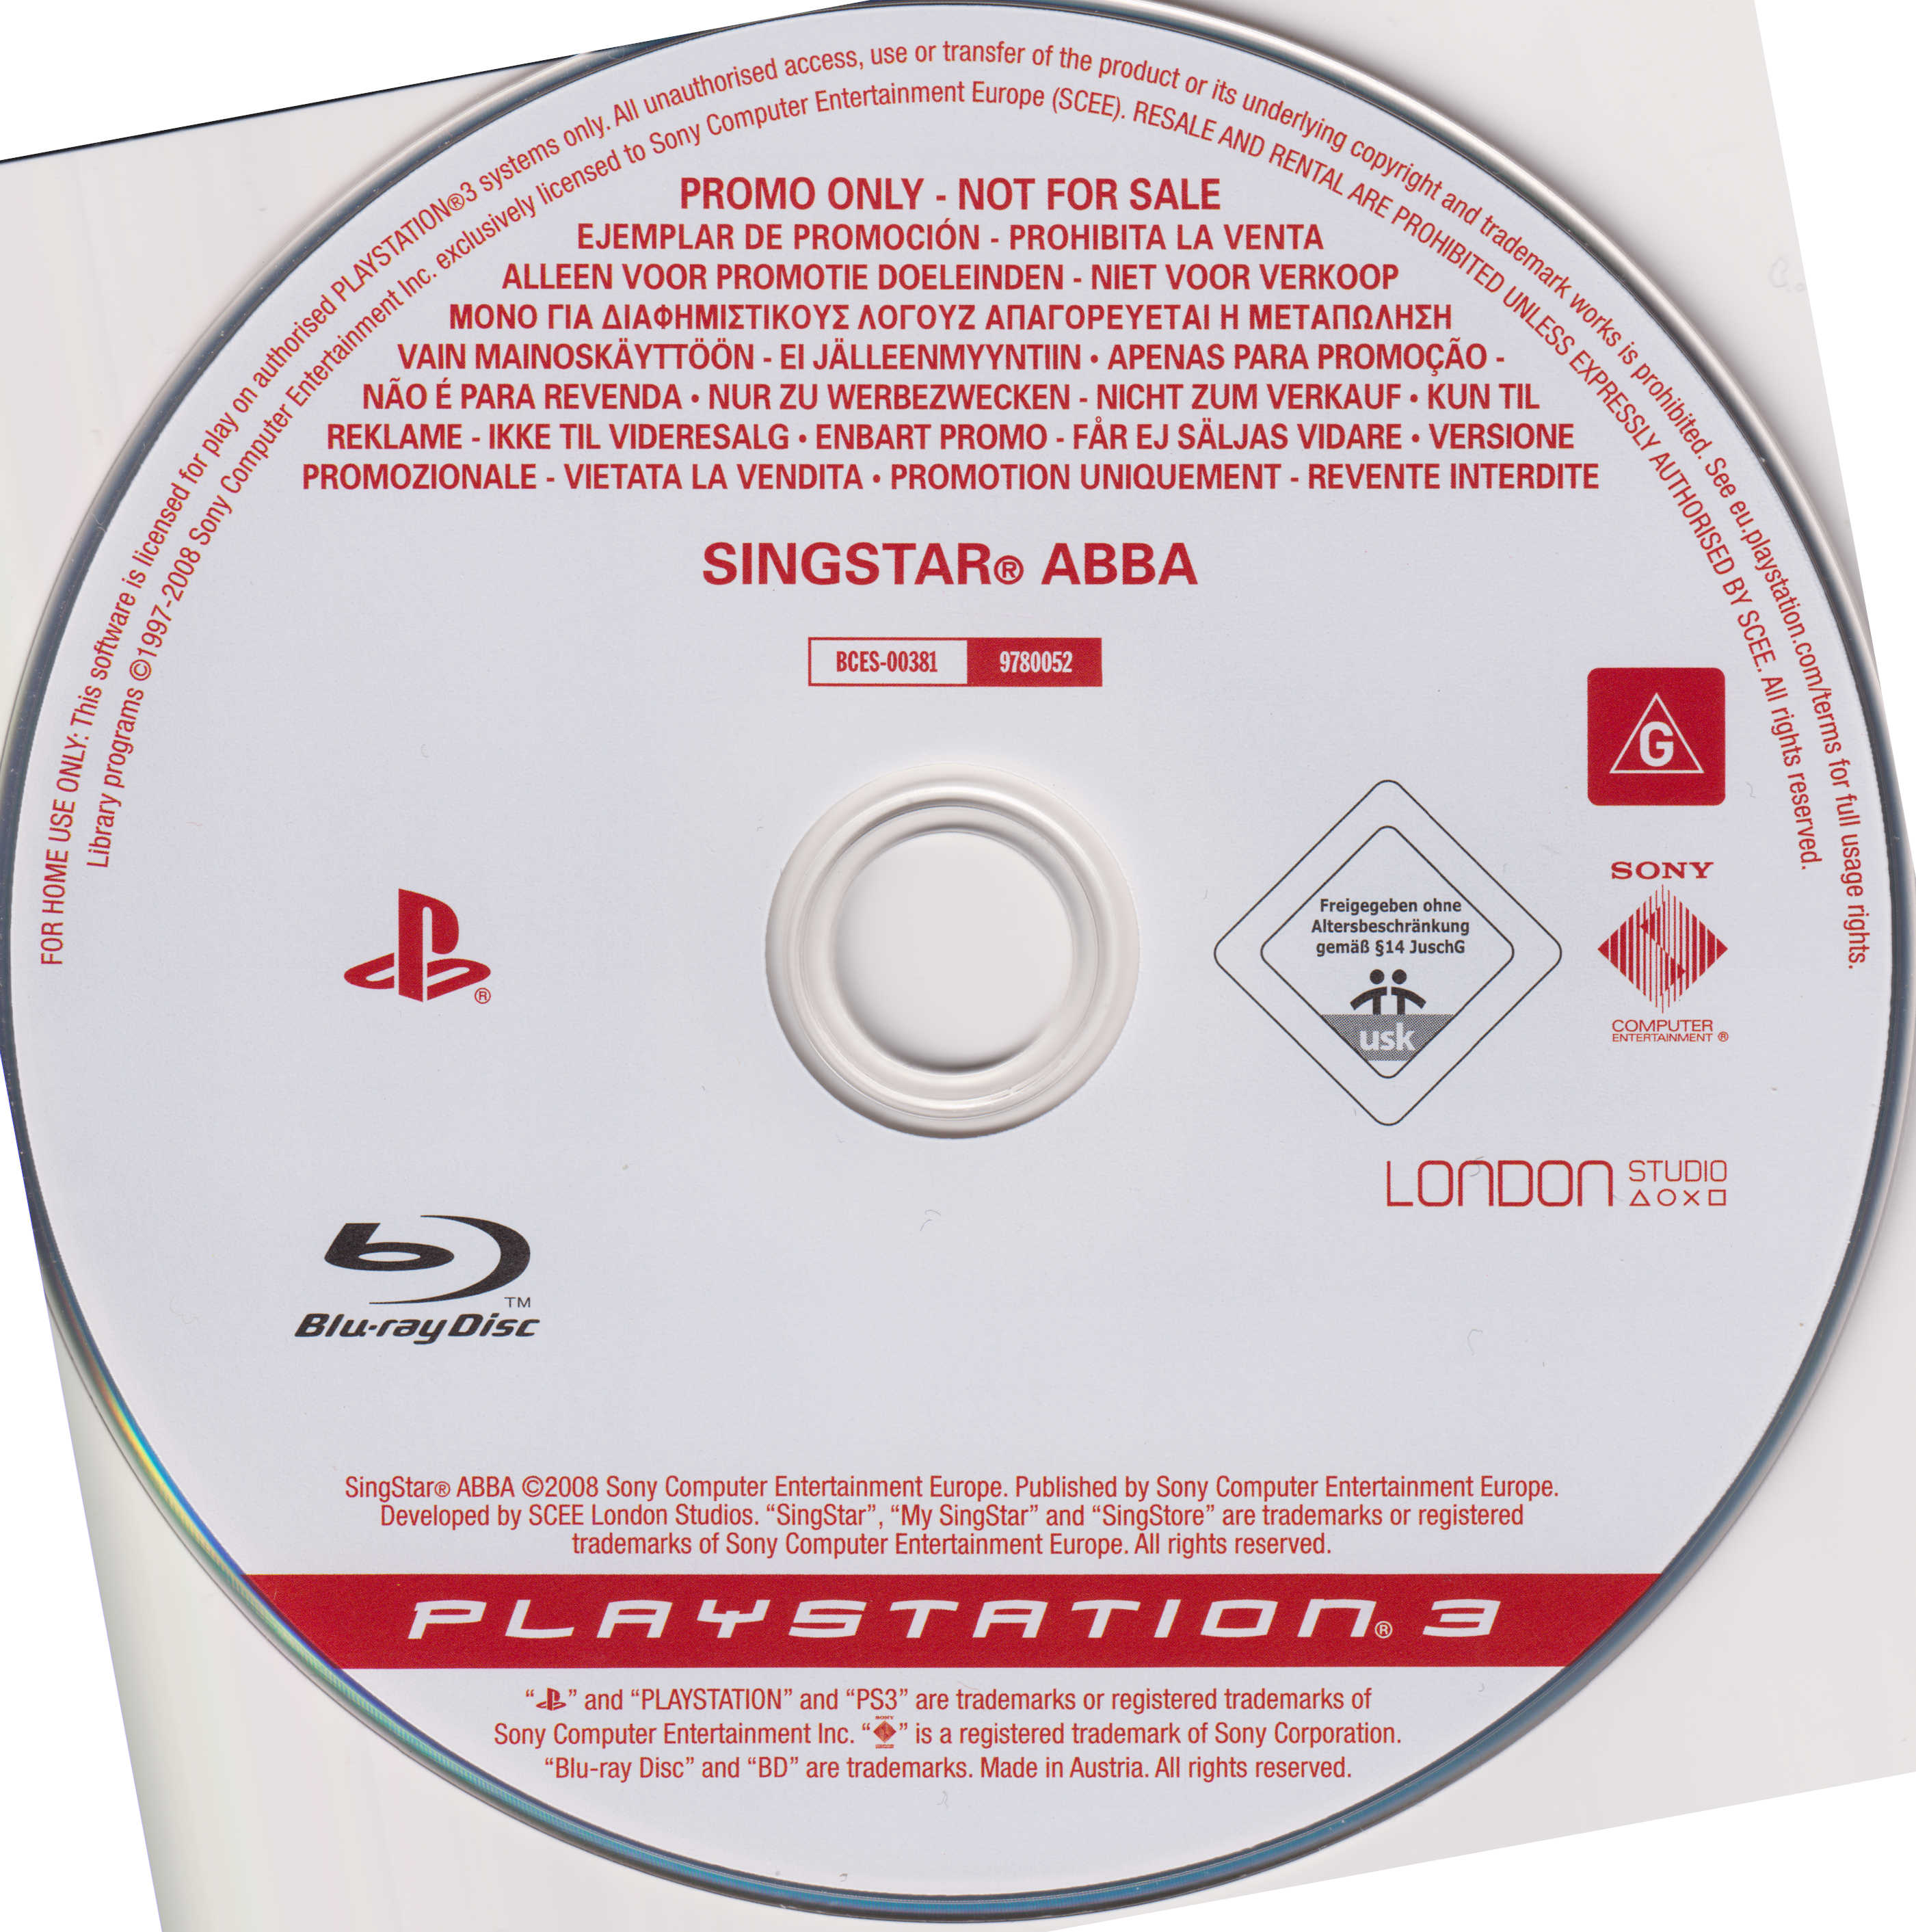 FOR HOME USE ONLY: This software is licensed for play on authorised PLAYSTATION®3 systems only. All unauthorised access, use or transfer of the product or its underlying copyright and trademark works is prohibited. See eu.playstation.com/terms for full usage rights.
Library programs ©1997-2008 Sony Computer Entertainment Inc. exclusively licensed to Sony Computer Entertainment Europe (SCEE). RESALE AND RENTAL ARE PROHIBITED UNLESS EXPRESSLY AUTHORISED BY SCEE. All rights reserved.
PROMO ONLY - NOT FOR SALE
EJEMPLAR DE PROMOCIÓN - PROHIBITA LA VENTA
ALLEEN VOOR PROMOTIE DOELEINDEN - NIET VOOR VERKOOP
ΜΟΝΟ ΓΙΑ ΔΙΑΦΗΜΙΣΤΙΚΟΥΣ ΛΟΓΟΥΖ ΑΠΑΓΟΡΕΥΕΤΑΙ Η ΜΕΤΑΠΩΛΗΣΗ
VAIN MAINOSKÄYTTÖÖN - EI JÄLLEENMYYNTIIN • APENAS PARA PROMOÇÃO -
NÃO É PARA REVENDA • NUR ZU WERBEZWECKEN - NICHT ZUM VERKAUF • KUN TIL
REKLAME - IKKE TIL VIDERESALG • ENBART PROMO - FÅR EJ SÄLJAS VIDARE • VERSIONE
PROMOZIONALE - VIETATA LA VENDITA • PROMOTION UNIQUEMENT - REVENTE INTERDITE
SINGSTAR® ABBA
BCES-00381 9780052
G
Freigegeben ohne
Altersbeschränkung
gemäß §14 JuschG
usk
SONY
COMPUTER
ENTERTAINMENT ®
LONDON STUDIO
Blu-ray Disc ™
SingStar® ABBA ©2008 Sony Computer Entertainment Europe. Published by Sony Computer Entertainment Europe.
Developed by SCEE London Studios. “SingStar”, “My SingStar” and “SingStore” are trademarks or registered
trademarks of Sony Computer Entertainment Europe. All rights reserved.
PLAYSTATION® 3
“ ” and “PLAYSTATION” and “PS3” are trademarks or registered trademarks of
Sony Computer Entertainment Inc. “ ” is a registered trademark of Sony Corporation.
“Blu-ray Disc” and “BD” are trademarks. Made in Austria. All rights reserved.